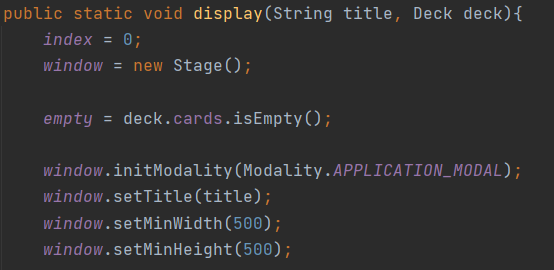 public static void display(String title, Deck deck){
index = 0;
window = new Stage();
empty = deck.cards.isEmpty();
window.initModality(Modality.APPLICATION_MODAL);
window.setTitle(title);
window.setMinWidth(500);
window.setMinHeight(500);